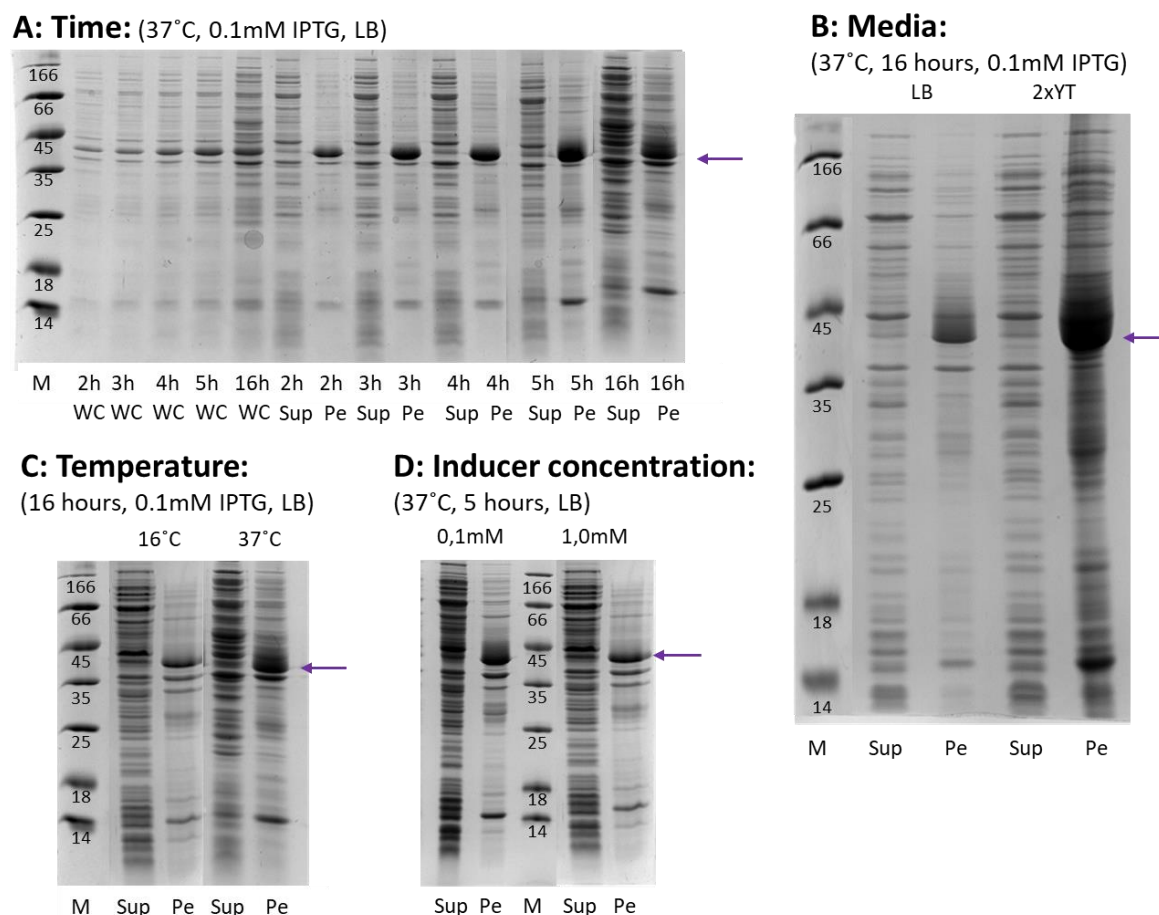 A: Time: (37˚C, 0.1mM IPTG, LB)
166
66
45
35
25
18
14
M 2h 3h 4h 5h 16h 2h 2h 3h 3h 4h 4h 5h 5h 16h 16h
WC WC WC WC WC Sup Pe Sup Pe Sup Pe Sup Pe Sup Pe
B: Media:
(37˚C, 16 hours, 0.1mM IPTG)
LB 2xYT
166
66
45
35
25
18
14
M Sup Pe Sup Pe
C: Temperature:
(16 hours, 0.1mM IPTG, LB)
16˚C 37˚C
166
66
45
35
25
18
14
M Sup Pe Sup Pe
D: Inducer concentration:
(37˚C, 5 hours, LB)
0,1mM 1,0mM
166
66
45
35
25
18
14
Sup Pe M Sup Pe